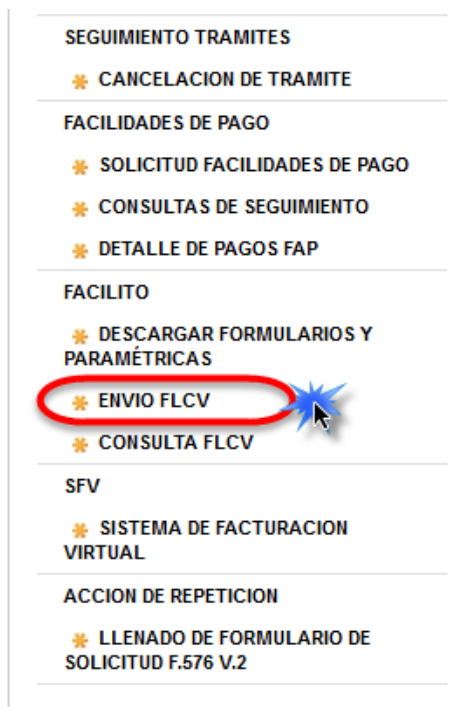 SEGUIMIENTO TRAMITES
CANCELACION DE TRAMITE
FACILIDADES DE PAGO
SOLICITUD FACILIDADES DE PAGO
CONSULTAS DE SEGUIMIENTO
DETALLE DE PAGOS FAP
FACILITO
DESCARGAR FORMULARIOS Y
PARAMÉTRICAS
ENVIO FLCV
CONSULTA FLCV
SFV
SISTEMA DE FACTURACION
VIRTUAL
ACCION DE REPETICION
LLENADO DE FORMULARIO DE
SOLICITUD F.576 V.2